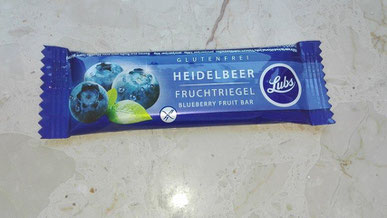 GLUTENFREI
HEIDELBEER
FRUCHTRIEGEL
BLUEBERRY FRUIT BAR
Lubs